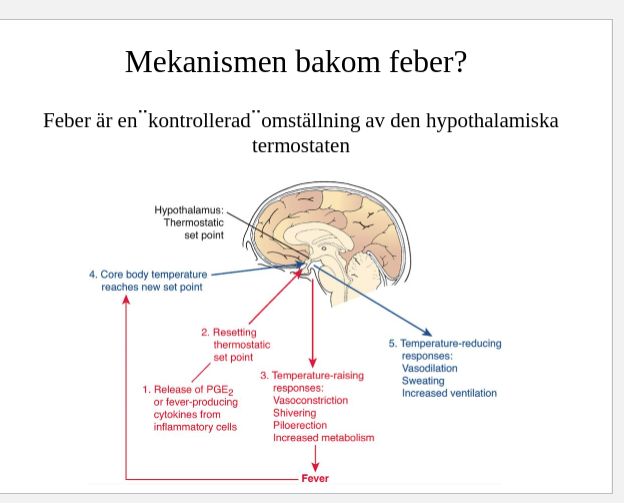 Mekanismen bakom feber?
Feber är en¨kontrollerad¨omställning av den hypothalamiska
termostaten
Hypothalamus:
Thermostatic
set point
4. Core body temperature
reaches new set point
2. Resetting
thermostatic
set point
1. Release of PGE2
or fever-producing
cytokines from
inflammatory cells
3. Temperature-raising
responses:
Vasoconstriction
Shivering
Piloerection
Increased metabolism
5. Temperature-reducing
responses:
Vasodilation
Sweating
Increased ventilation
Fever